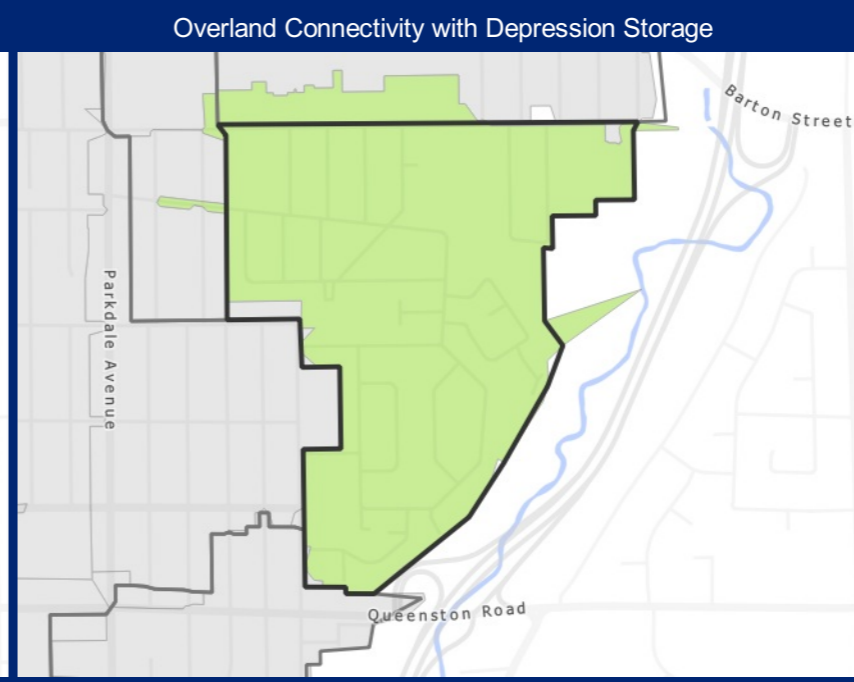 Overland Connectivity with Depression Storage
Barton Street
Parkdale Avenue
Queenston Road